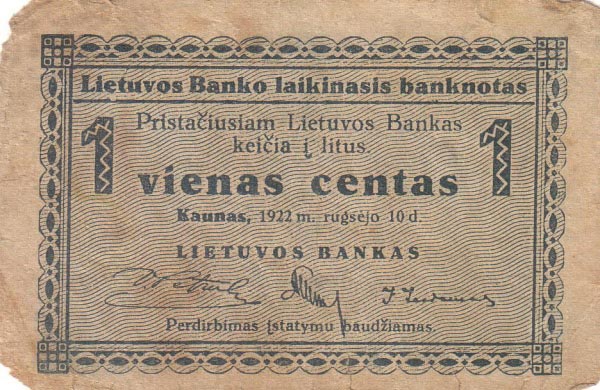 Lietuvos Banko laikinasis banknotas
1 Pristačiusiam Lietuvos Bankas 1
keičia į litus.
vienas centas
Kaunas, 1922 m. rugsėjo 10 d.
LIETUVOS BANKAS
Perdirbimas įstatymu baudžiamas.